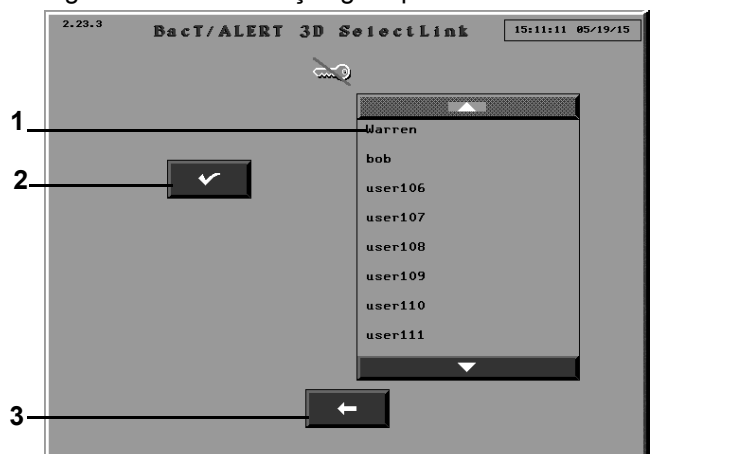 2.23.3
BacT/ALERT 3D SelectLink
15:11:11 05/19/15
1
Warren
bob
2
user106
user107
user108
user109
user110
user111
3